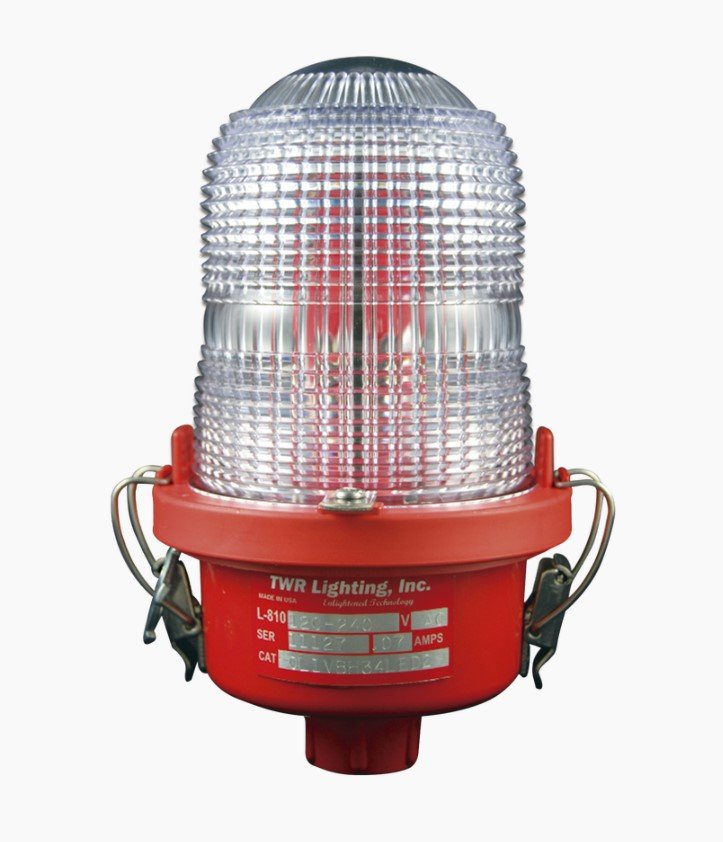 TWR Lighting, Inc.
MADE IN USA
Enlightened Technology
L-810 120-240 V AC
SER 11127 .07 AMPS
CAT OL1VBH34LED2